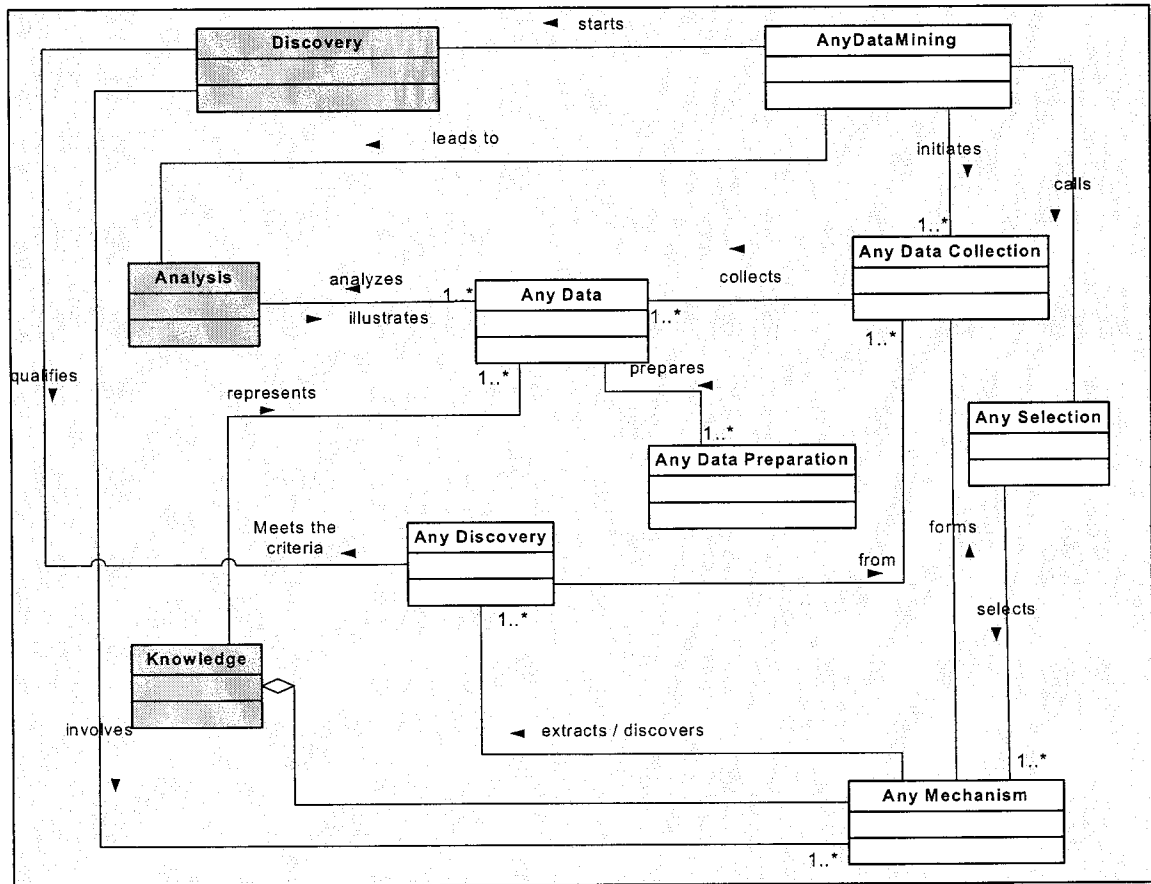 starts
Discovery
AnyDataMining
leads to
initiates
calls
1..*
Any Data Collection
Analysis
analyzes
collects
1..*
Any Data
illustrates
1..*
1..*
qualifies
represents
1..*
prepares
1..*
Any Selection
Any Data Preparation
Meets the
criteria
Any Discovery
forms
from
1..*
selects
Knowledge
involves
extracts / discovers
1..*
Any Mechanism
1..*